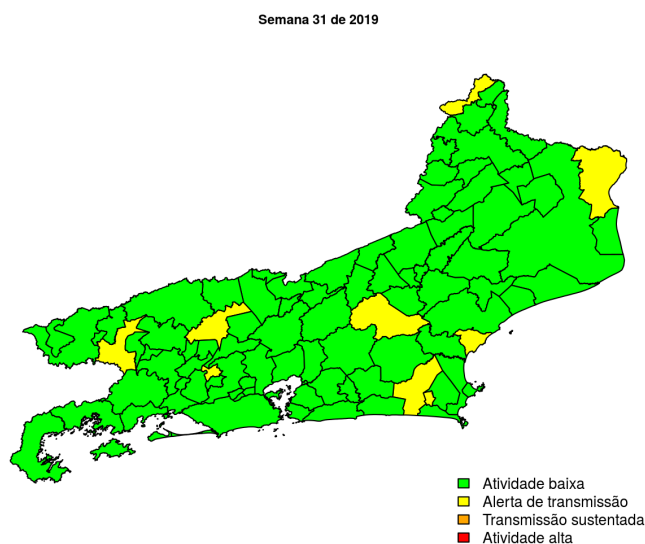 Semana 31 de 2019
Atividade baixa
Alerta de transmissão
Transmissão sustentada
Atividade alta